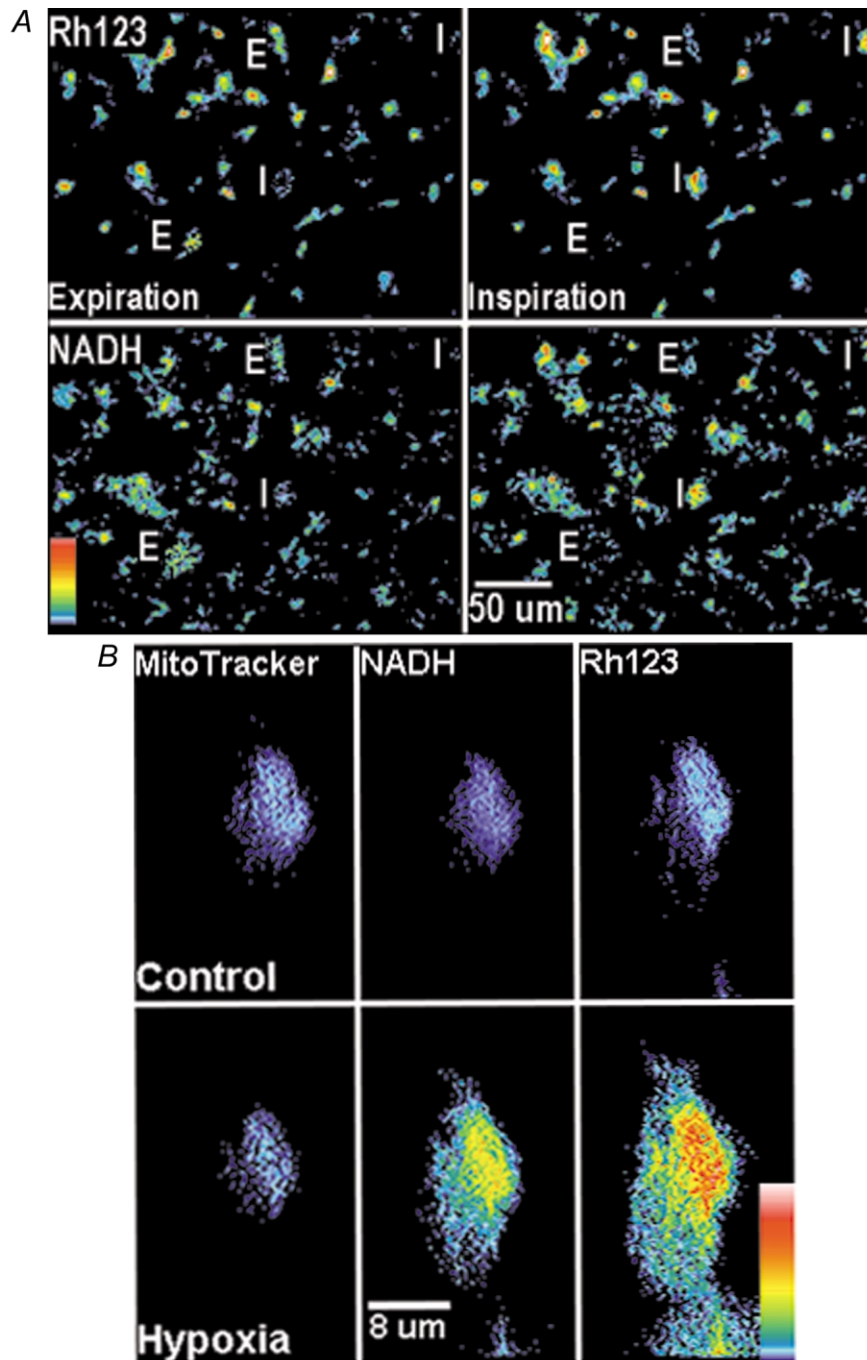 A
Rh123
E
I
I
E
Expiration
E
I
I
E
Inspiration
NADH
E
I
I
E
E
I
I
E
50 um
B
MitoTracker
NADH
Rh123
Control
8 um
Hypoxia